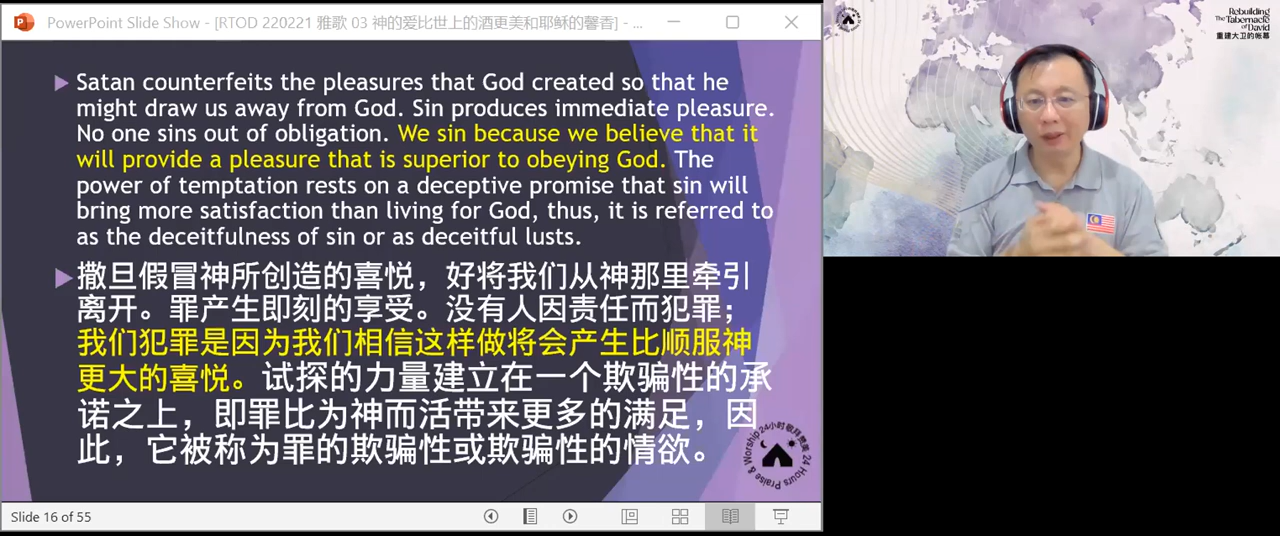 PowerPoint Slide Show - [RTOD 220221 雅歌 03 神的爱比世上的酒更美和耶稣的馨香] - ...
Rebuilding
The Tabernacle
of David
重建大卫的帐幕
Satan counterfeits the pleasures that God created so that he
might draw us away from God. Sin produces immediate pleasure.
No one sins out of obligation. We sin because we believe that it
will provide a pleasure that is superior to obeying God. The
power of temptation rests on a deceptive promise that sin will
bring more satisfaction than living for God, thus, it is referred to
as the deceitfulness of sin or as deceitful lusts.
撒旦假冒神所创造的喜悦，好将我们从神那里牵引
离开。罪产生即刻的享受。没有人因责任而犯罪；
我们犯罪是因为我们相信这样做将会产生比顺服神
更大的喜悦。试探的力量建立在一个欺骗性的承
诺之上，即罪比为神而活带来更多的满足，因
此，它被称为罪的欺骗性或欺骗性的情欲。
24小时敬拜赞美
24 Hours Praise & Worship
Slide 16 of 55